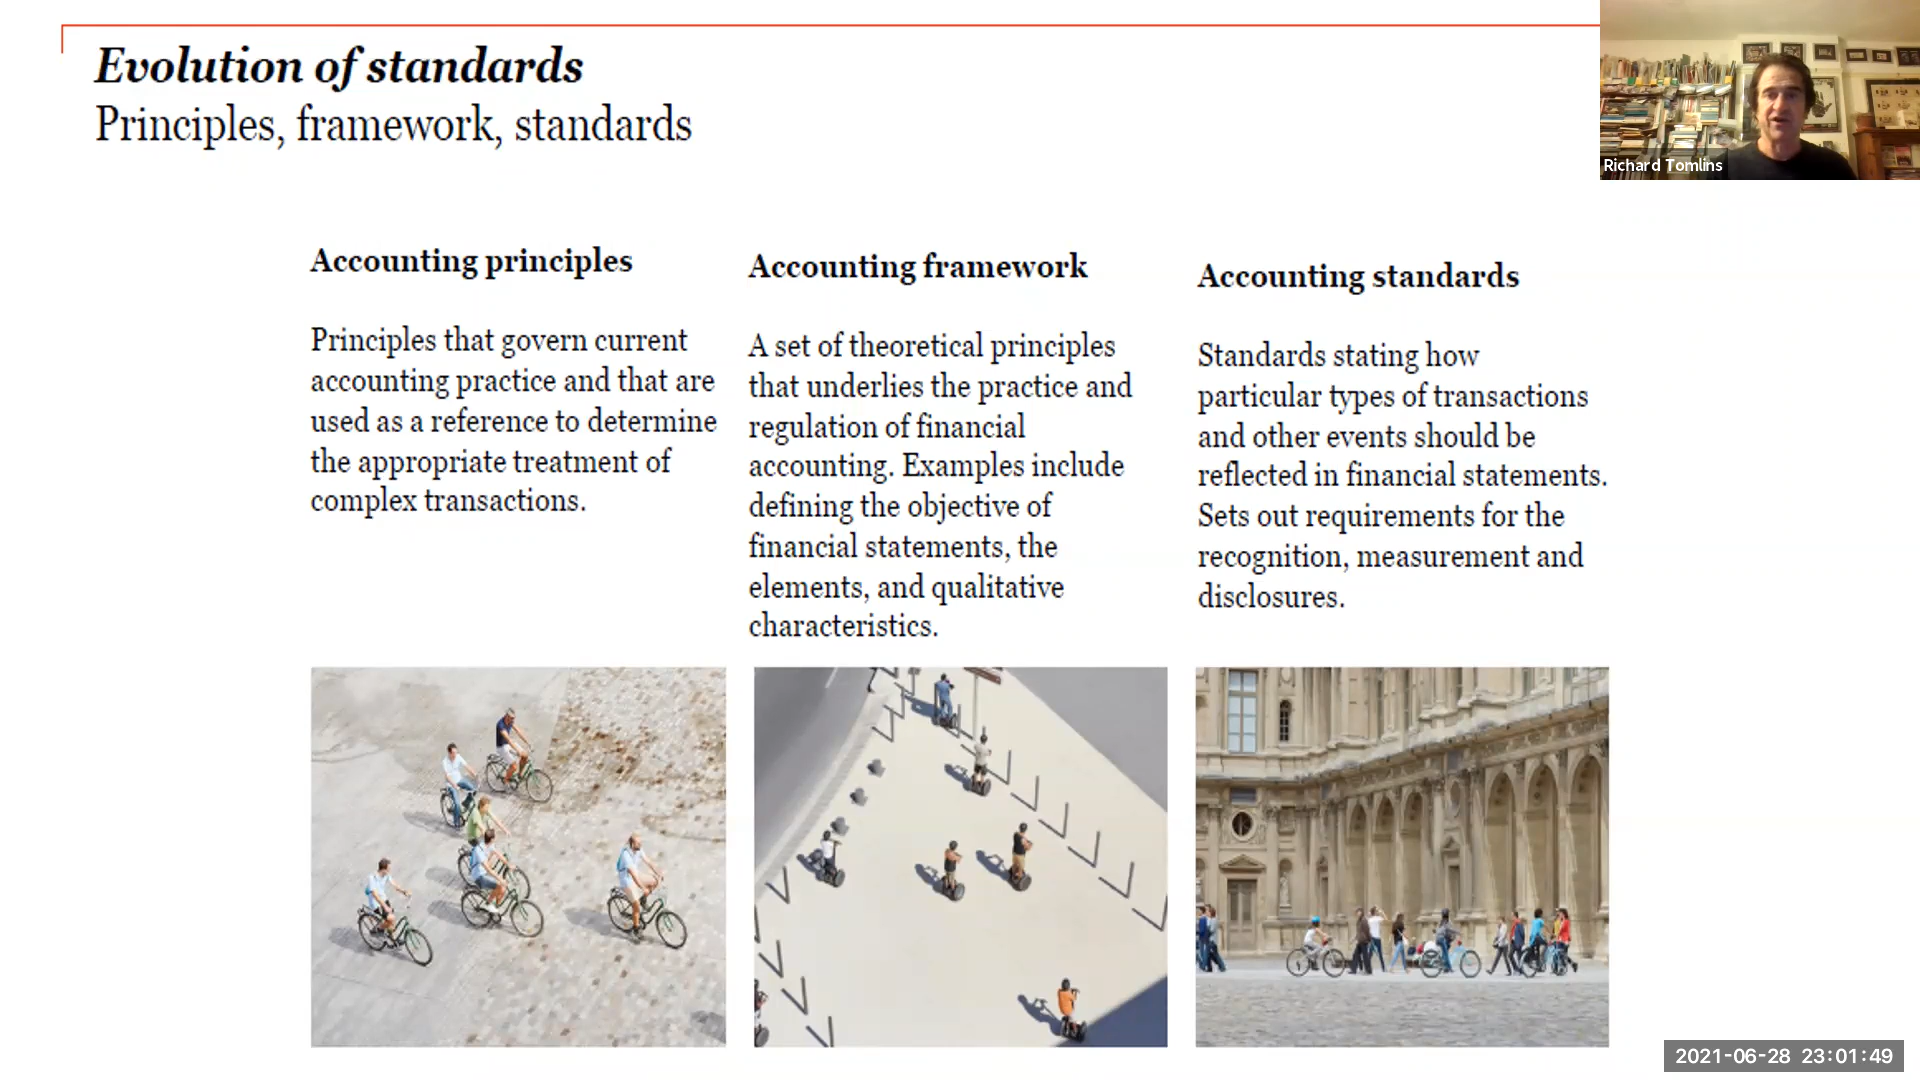 Evolution of standards
Principles, framework, standards
Richard Tomlins
Accounting principles
Principles that govern current
accounting practice and that are
used as a reference to determine
the appropriate treatment of
complex transactions.
Accounting framework
A set of theoretical principles
that underlies the practice and
regulation of financial
accounting. Examples include
defining the objective of
financial statements, the
elements, and qualitative
characteristics.
Accounting standards
Standards stating how
particular types of transactions
and other events should be
reflected in financial statements.
Sets out requirements for the
recognition, measurement and
disclosures.
2021-06-28 23:01:49